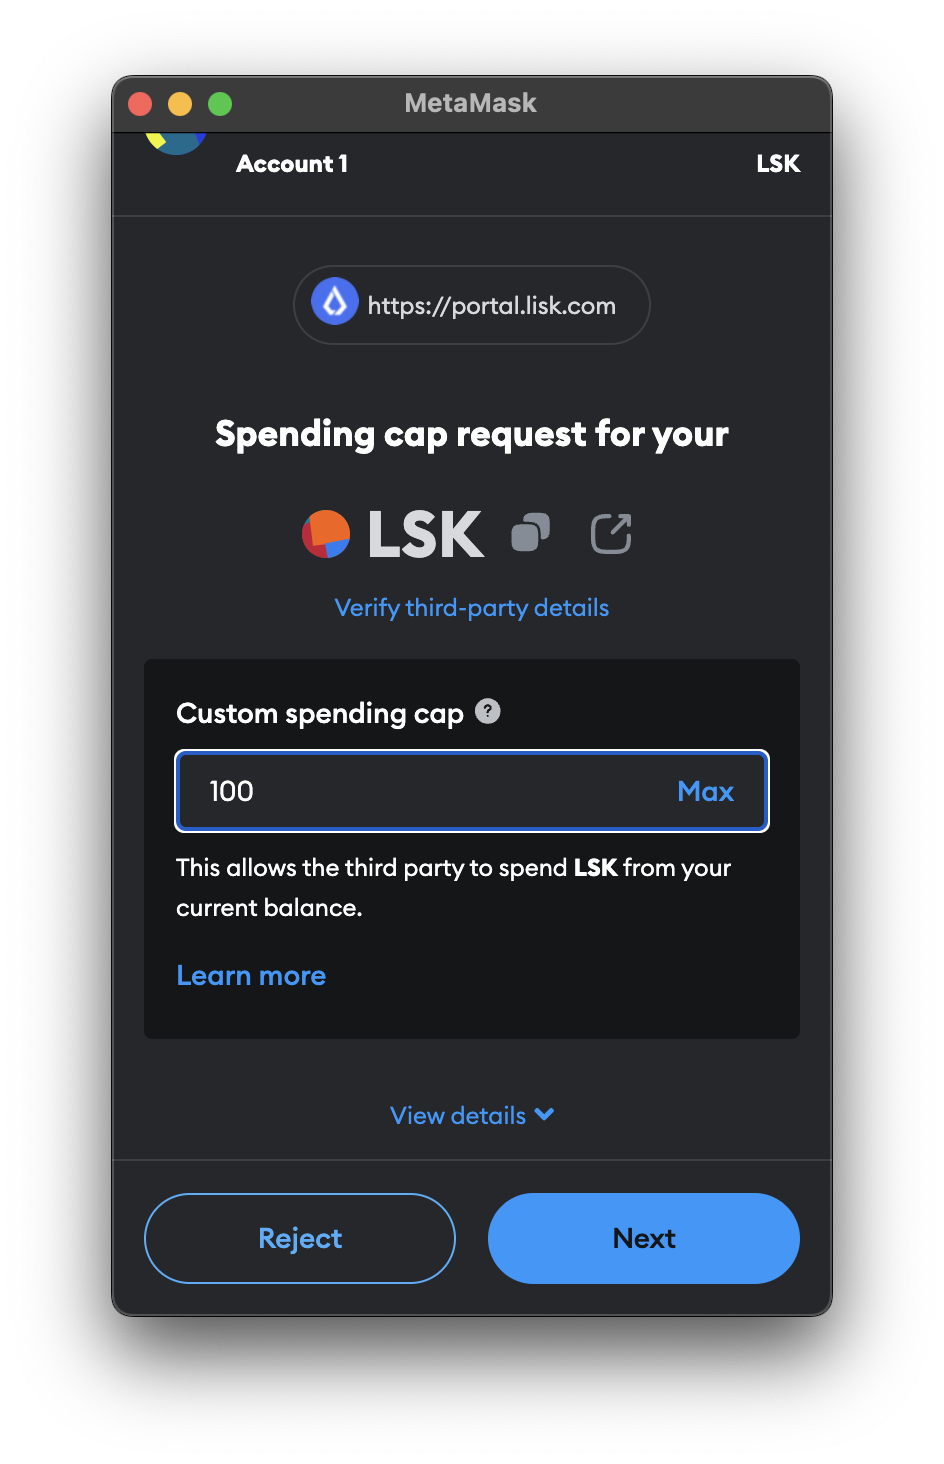 MetaMask
Account 1
LSK
https://portal.lisk.com
Spending cap request for your
LSK
Verify third-party details
Custom spending cap ?
100
Max
This allows the third party to spend LSK from your
current balance.
Learn more
View details
Reject
Next